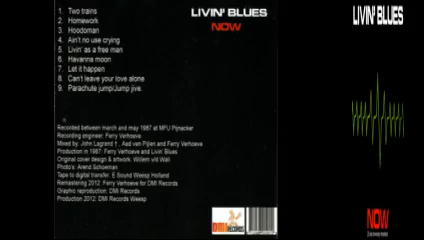 1. Two trains
2. Homework
3. Hoodoman
4. Ain't no use crying
5. Livin' as a free man
6. Havanna moon
7. Let it happen
8. Can't leave your love alone
9. Parachute jump/Jump jive.
LIVIN' BLUES
NOW
Recorded between march and may 1987 at MPU Pijnacker
Recording engineer: Ferry Verhoeve
Mixed by: John Lagrand †, Aad van Pijlen and Ferry Verhoeve
Production in 1987: Ferry Verhoeve and Livin' Blues
Original cover design & artwork: Willem v/d Wall
Photo's: Arend Schoeman
Tape to digital transfer: E Sound Weesp Holland
Remastering 2012: Ferry Verhoeve for DMI Records
Graphic reproduction: DMI Records
Production 2012: DMI Records Weesp
LIVIN' BLUES
NOW